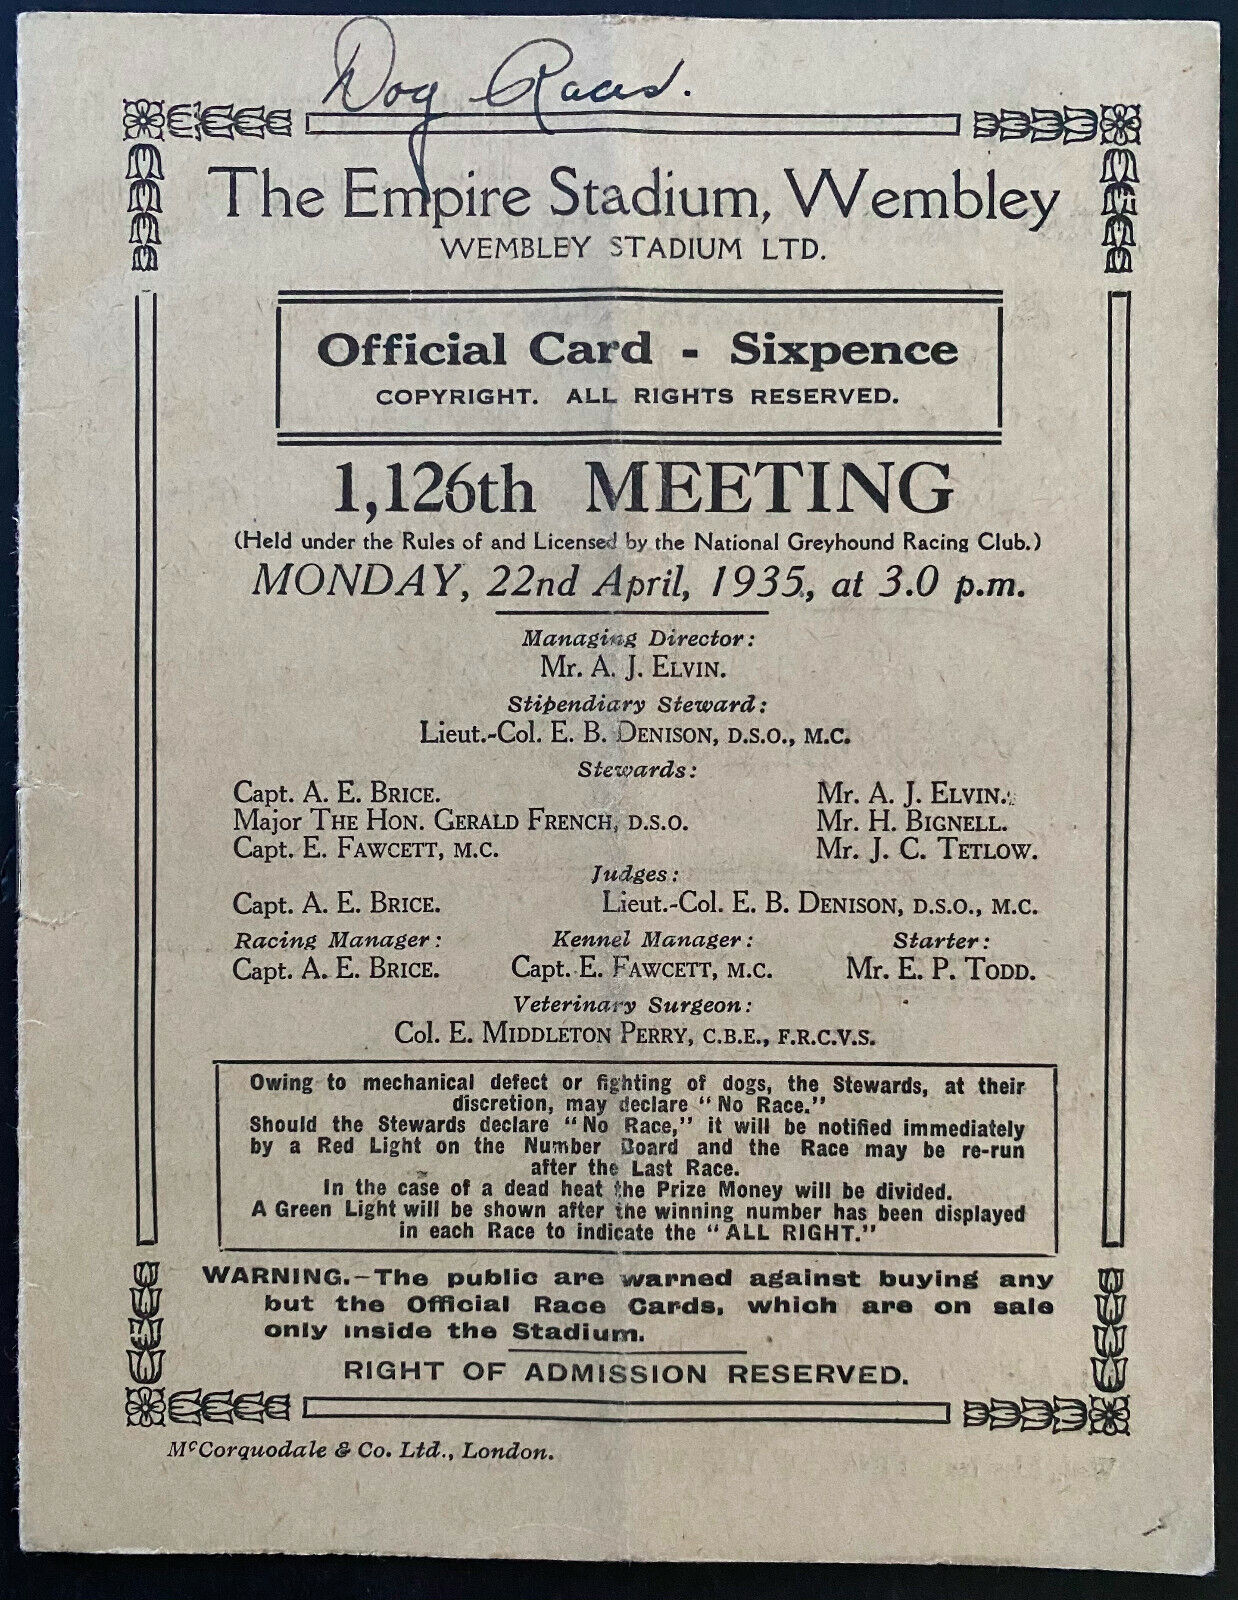 Dog Races.
The Empire Stadium, Wembley
WEMBLEY STADIUM LTD.
Official Card - Sixpence
COPYRIGHT. ALL RIGHTS RESERVED.
1,126th MEETING
(Held under the Rules of and Licensed by the National Greyhound Racing Club.)
MONDAY, 22nd April, 1935, at 3.0 p.m.
Managing Director:
Mr. A. J. ELVIN.
Stipendiary Steward:
Lieut.-Col. E. B. DENISON, D.S.O., M.C.
Stewards:
Capt. A. E. BRICE. Mr. A. J. ELVIN.
Major THE HON. GERALD FRENCH, D.S.O. Mr. H. BIGNELL.
Capt. E. FAWCETT, M.C. Mr. J. C. TETLOW.
Judges:
Capt. A. E. BRICE. Lieut.-Col. E. B. DENISON, D.S.O., M.C.
Racing Manager: Kennel Manager: Starter:
Capt. A. E. BRICE. Capt. E. FAWCETT, M.C. Mr. E. P. TODD.
Veterinary Surgeon:
Col. E. MIDDLETON PERRY, C.B.E., F.R.C.V.S.
Owing to mechanical defect or fighting of dogs, the Stewards, at their
discretion, may declare "No Race."
Should the Stewards declare "No Race," it will be notified immediately
by a Red Light on the Number Board and the Race may be re-run
after the Last Race.
In the case of a dead heat the Prize Money will be divided.
A Green Light will be shown after the winning number has been displayed
in each Race to indicate the "ALL RIGHT."
WARNING.—The public are warned against buying any
but the Official Race Cards, which are on sale
only inside the Stadium.
RIGHT OF ADMISSION RESERVED.
McCorquodale & Co. Ltd., London.